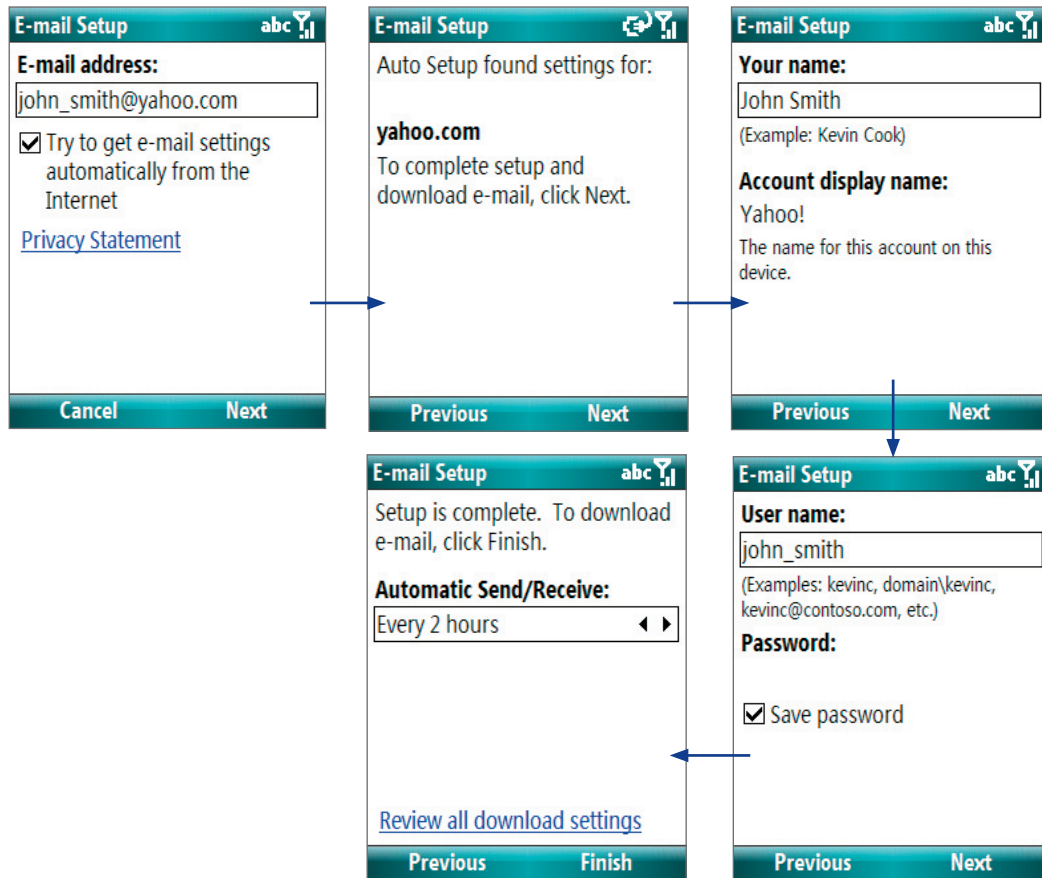 E-mail Setup abc
E-mail address:
john_smith@yahoo.com
Try to get e-mail settings
automatically from the
Internet
Privacy Statement
Cancel Next
E-mail Setup
Auto Setup found settings for:
yahoo.com
To complete setup and
download e-mail, click Next.
Previous Next
E-mail Setup abc
Your name:
John Smith
(Example: Kevin Cook)
Account display name:
Yahoo!
The name for this account on this
device.
Previous Next
E-mail Setup abc
User name:
john_smith
(Examples: kevinc, domain\kevinc,
kevinc@contoso.com, etc.)
Password:
Save password
Previous Next
E-mail Setup abc
Setup is complete. To download
e-mail, click Finish.
Automatic Send/Receive:
Every 2 hours
Review all download settings
Previous Finish